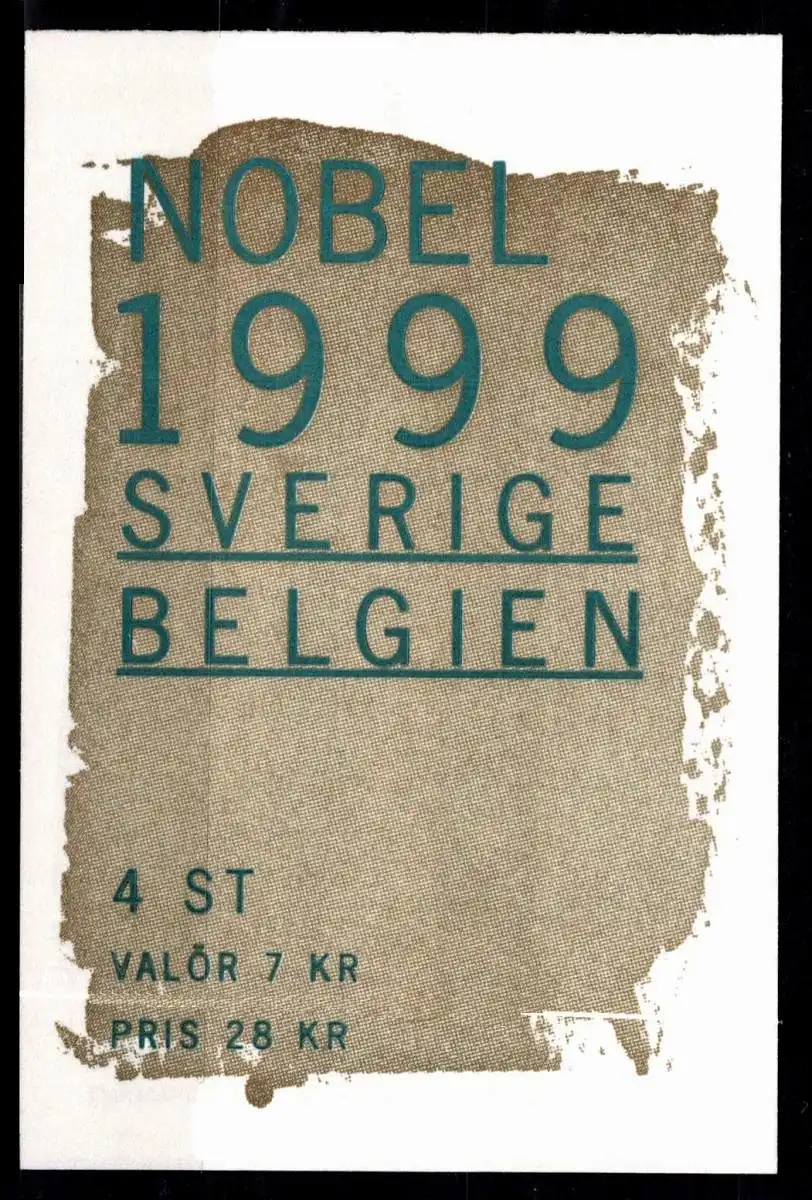 NOBEL
1999
SVERIGE
BELGIEN
4 ST
VALÖR 7 KR
PRIS 28 KR